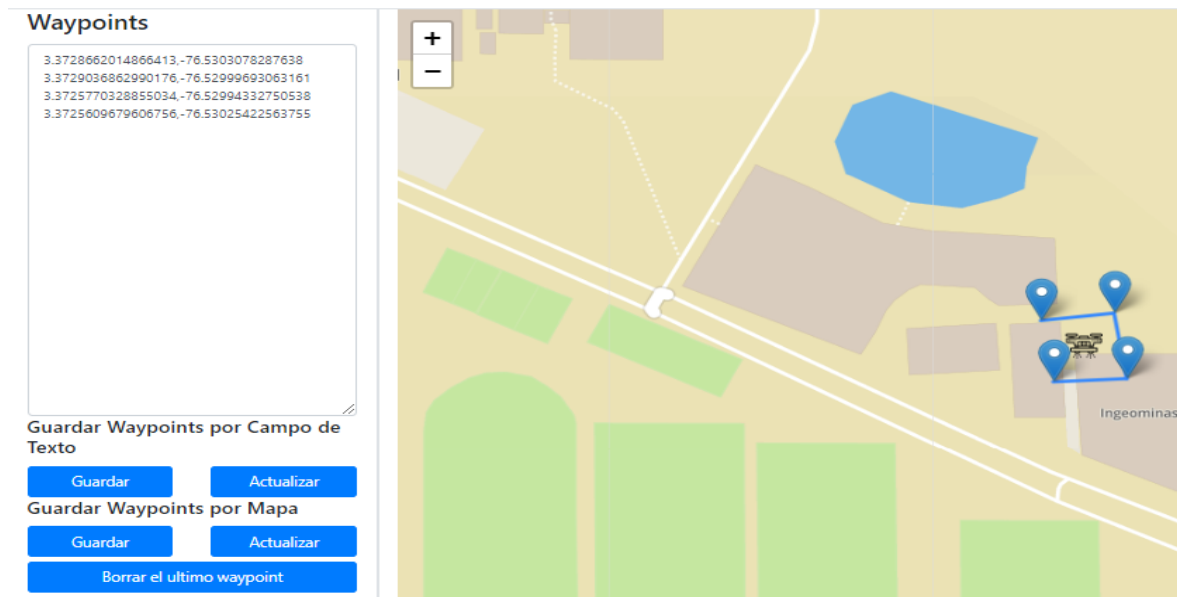 Waypoints
3.3728662014866413,-76.5303078287638
3.3729036862990176,-76.52999693063161
3.3725770328855034,-76.52994332750538
3.3725609679606756,-76.53025422563755
Guardar Waypoints por Campo de
Texto
Guardar Actualizar
Guardar Waypoints por Mapa
Guardar Actualizar
Borrar el ultimo waypoint
+
−
Ingeominas